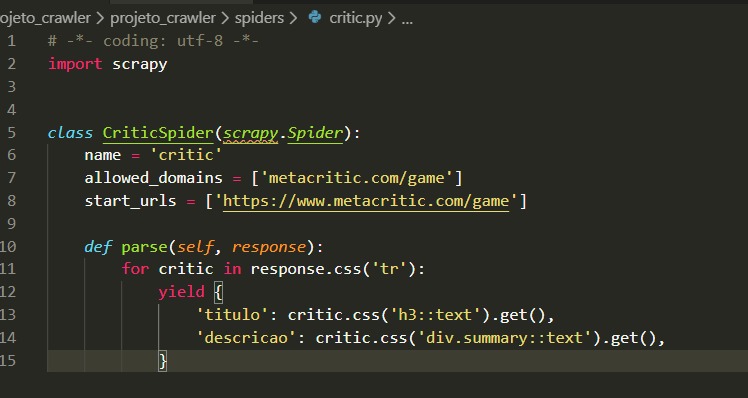 ojeto_crawler > projeto_crawler > spiders > critic.py > ...
1 # -*- coding: utf-8 -*-
2 import scrapy
3
4
5 class CriticSpider(scrapy.Spider):
6     name = 'critic'
7     allowed_domains = ['metacritic.com/game']
8     start_urls = ['https://www.metacritic.com/game']
9
10     def parse(self, response):
11         for critic in response.css('tr'):
12             yield {
13                 'titulo': critic.css('h3::text').get(),
14                 'descricao': critic.css('div.summary::text').get(),
15             }